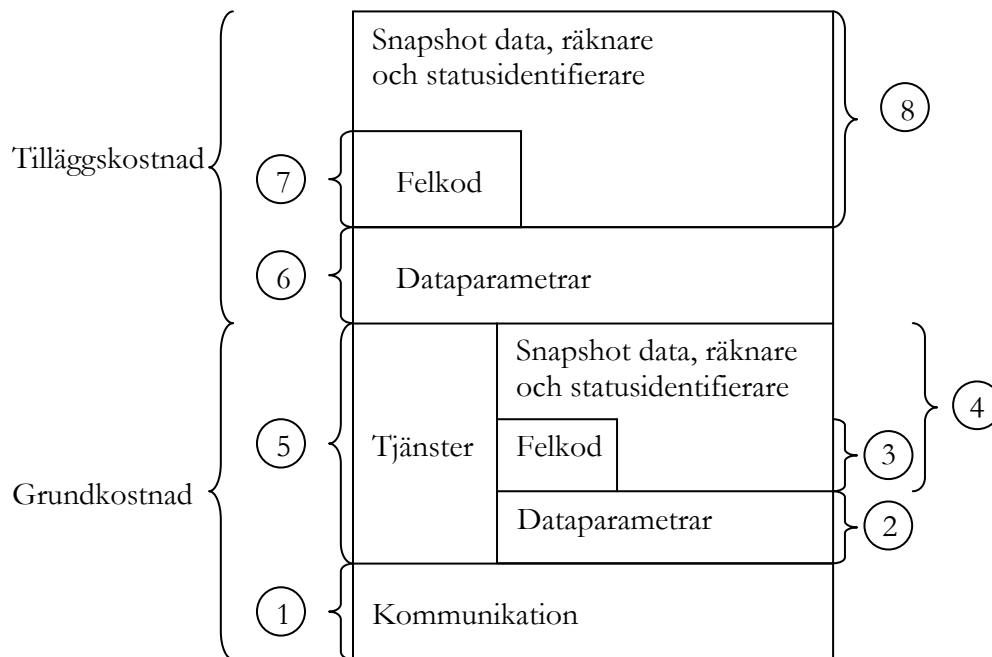 Snapshot data, räknare
och statusidentifierare
8
Tilläggskostnad
7
Felkod
6
Dataparametrar
Snapshot data, räknare
och statusidentifierare
4
5
Tjänster
Felkod
3
Grundkostnad
Dataparametrar
2
1
Kommunikation